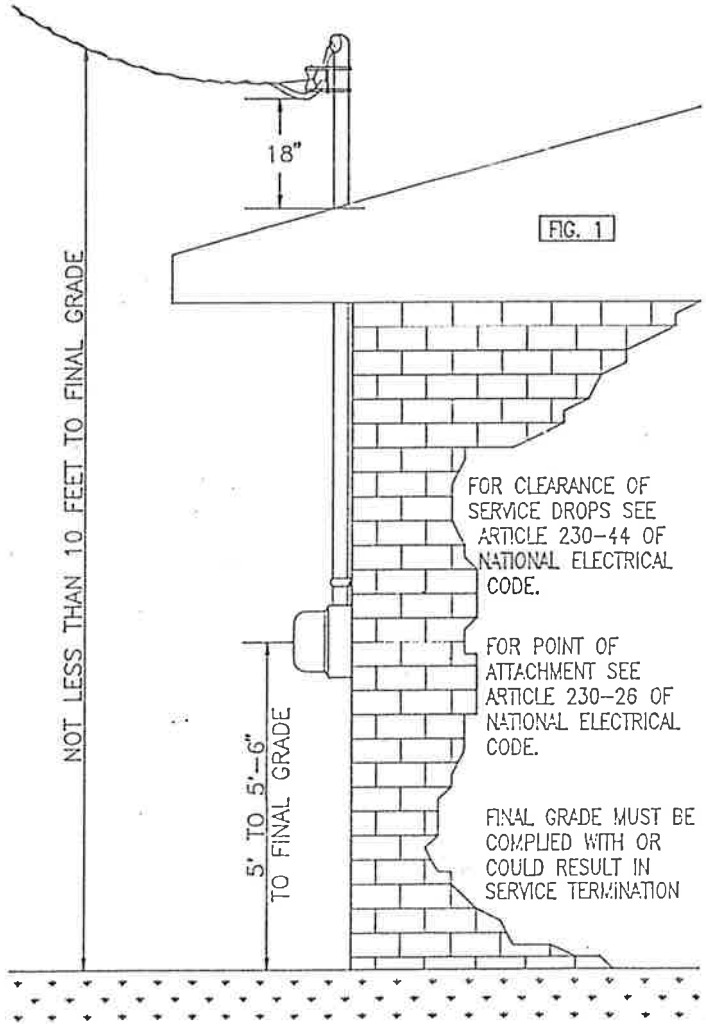 18"
FIG. 1
NOT LESS THAN 10 FEET TO FINAL GRADE
FOR CLEARANCE OF
SERVICE DROPS SEE
ARTICLE 230-44 OF
NATIONAL ELECTRICAL
CODE.
FOR POINT OF
ATTACHMENT SEE
ARTICLE 230-26 OF
NATIONAL ELECTRICAL
CODE.
5' TO 5'-6"
TO FINAL GRADE
FINAL GRADE MUST BE
COMPLIED WITH OR
COULD RESULT IN
SERVICE TERMINATION